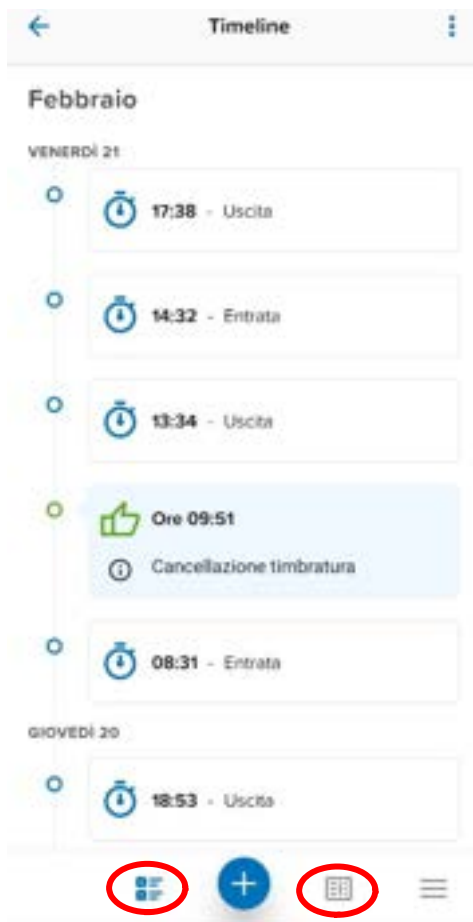 Timeline
Febbraio
VENERDÌ 21
17:38 - Uscita
14:32 - Entrata
13:34 - Uscita
Ore 09:51
Cancellazione timbratura
08:31 - Entrata
GIOVEDÌ 20
18:53 - Uscita